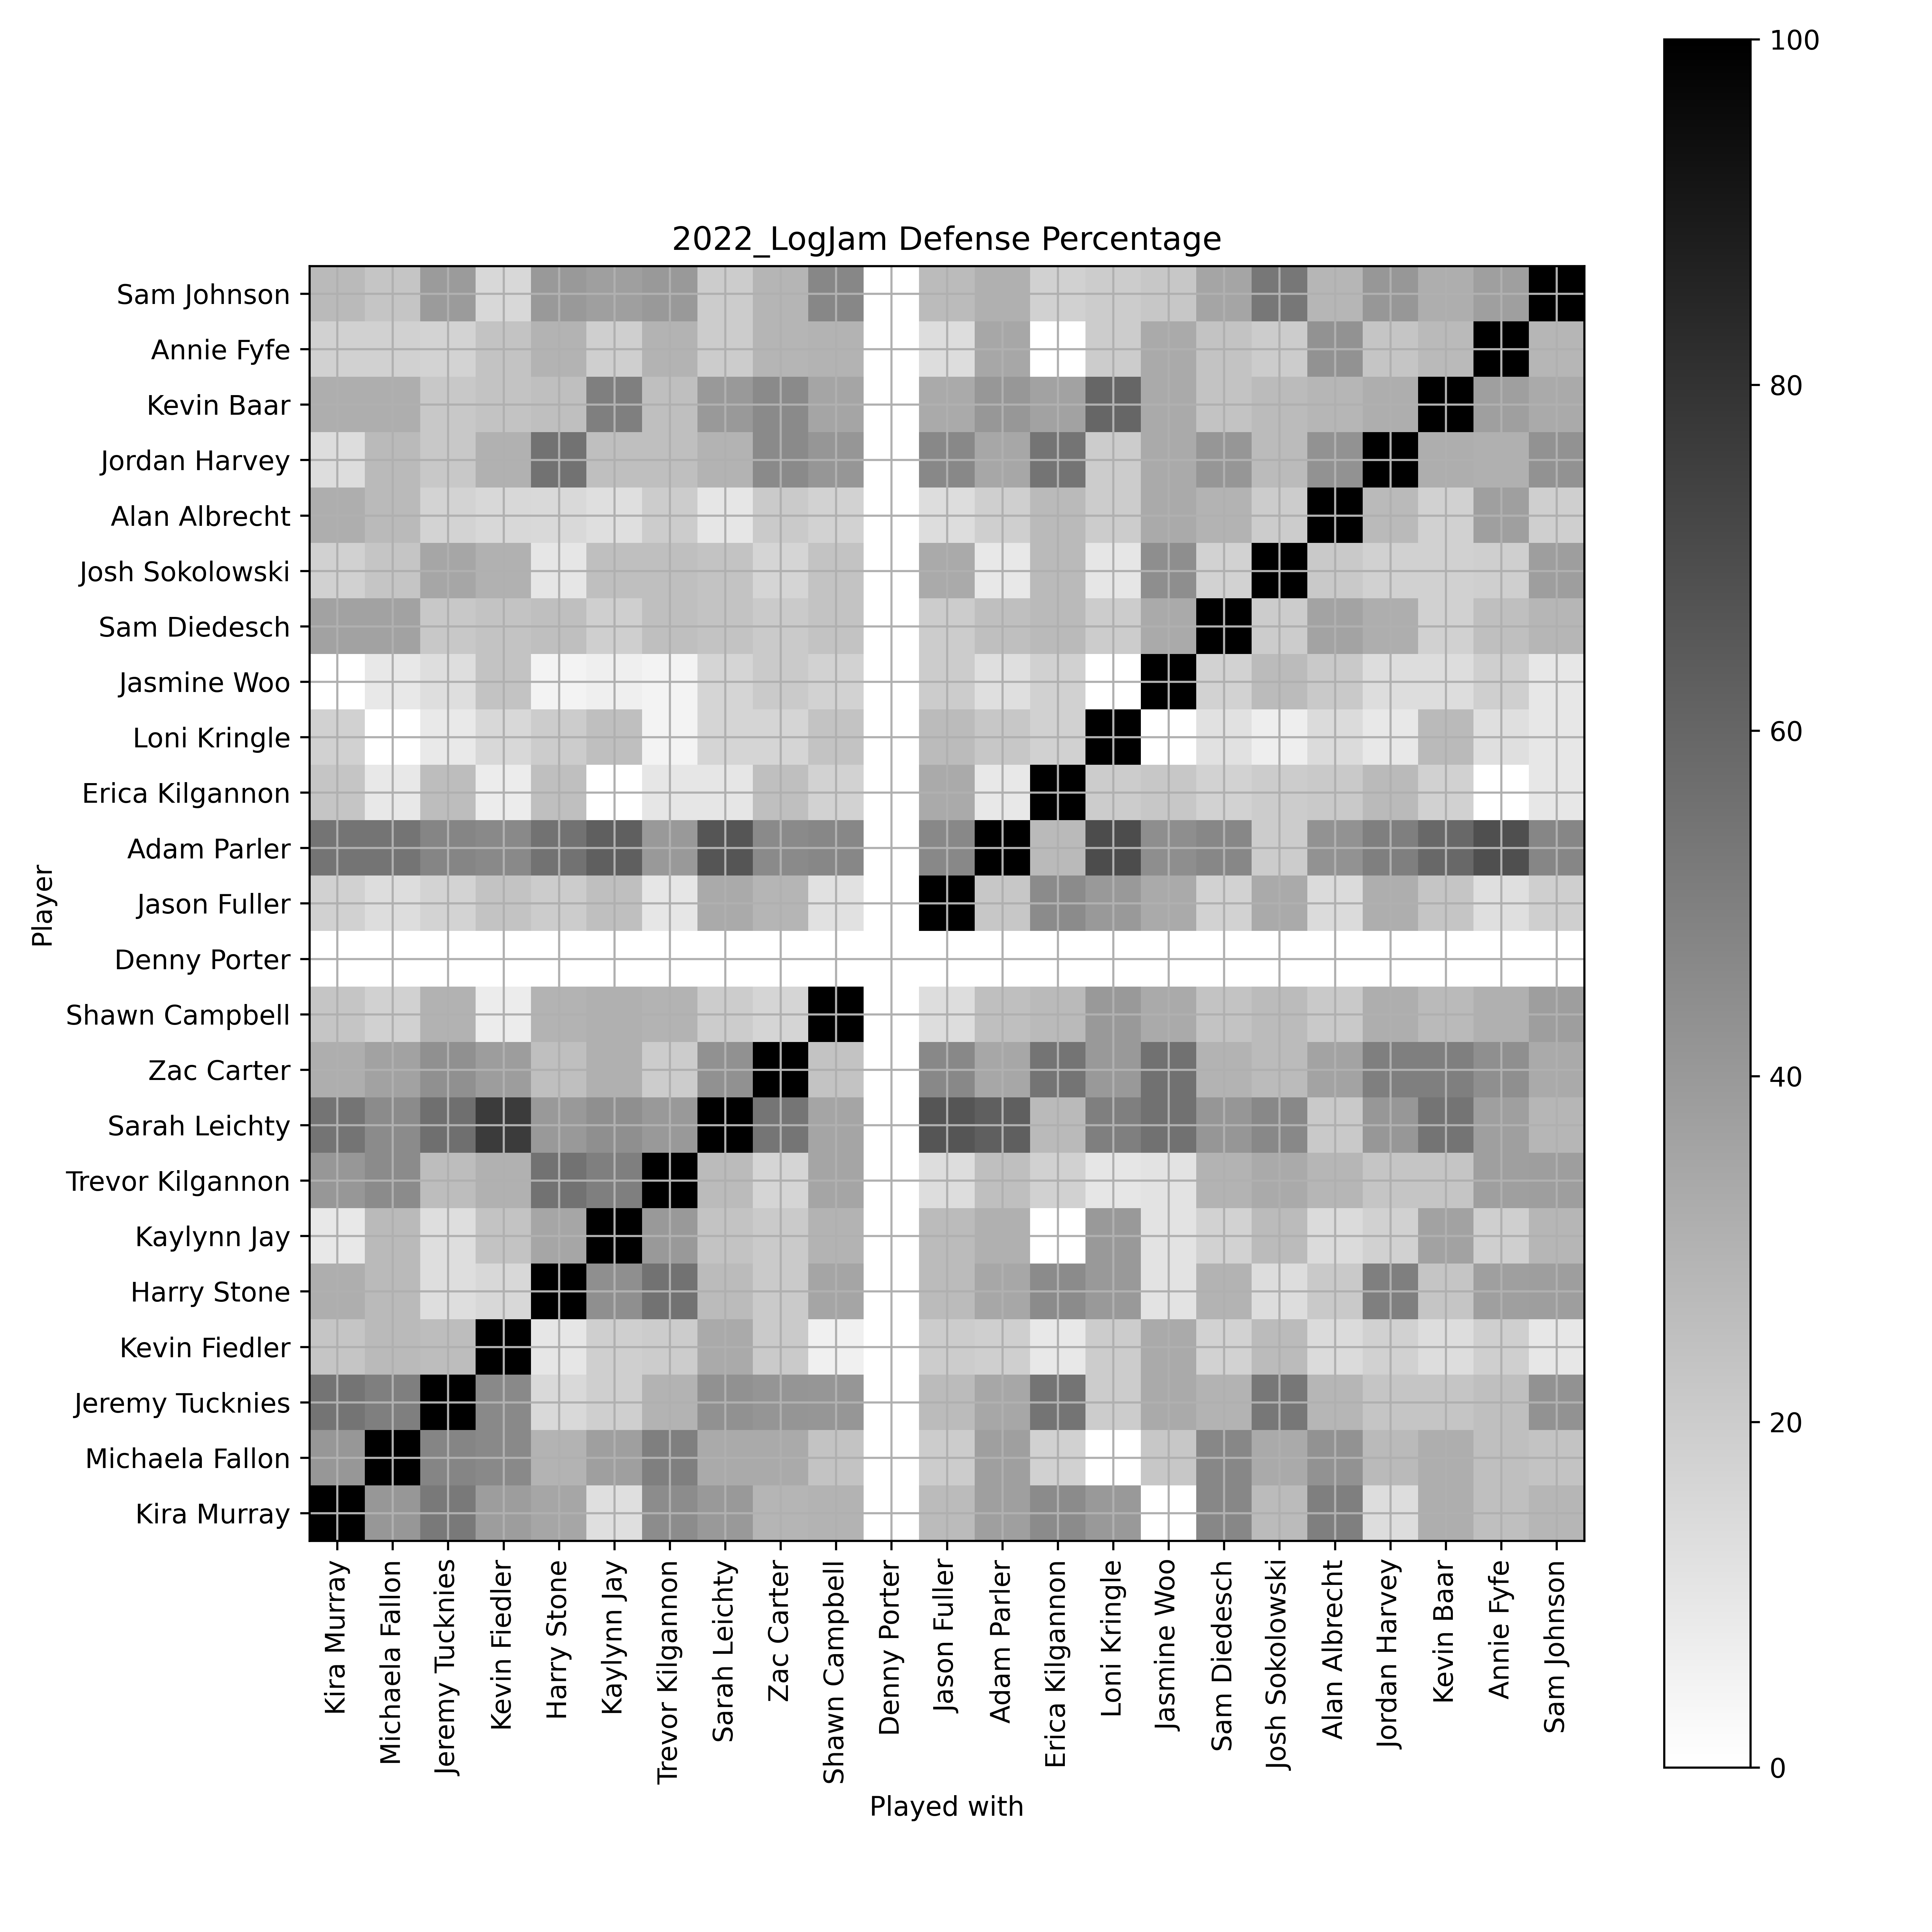 2022_LogJam Defense Percentage
Player
Sam Johnson
Annie Fyfe
Kevin Baar
Jordan Harvey
Alan Albrecht
Josh Sokolowski
Sam Diedesch
Jasmine Woo
Loni Kringle
Erica Kilgannon
Adam Parler
Jason Fuller
Denny Porter
Shawn Campbell
Zac Carter
Sarah Leichty
Trevor Kilgannon
Kaylynn Jay
Harry Stone
Kevin Fiedler
Jeremy Tucknies
Michaela Fallon
Kira Murray
Kira Murray
Michaela Fallon
Jeremy Tucknies
Kevin Fiedler
Harry Stone
Kaylynn Jay
Trevor Kilgannon
Sarah Leichty
Zac Carter
Shawn Campbell
Denny Porter
Jason Fuller
Adam Parler
Erica Kilgannon
Loni Kringle
Jasmine Woo
Sam Diedesch
Josh Sokolowski
Alan Albrecht
Jordan Harvey
Kevin Baar
Annie Fyfe
Sam Johnson
Played with
100
80
60
40
20
0